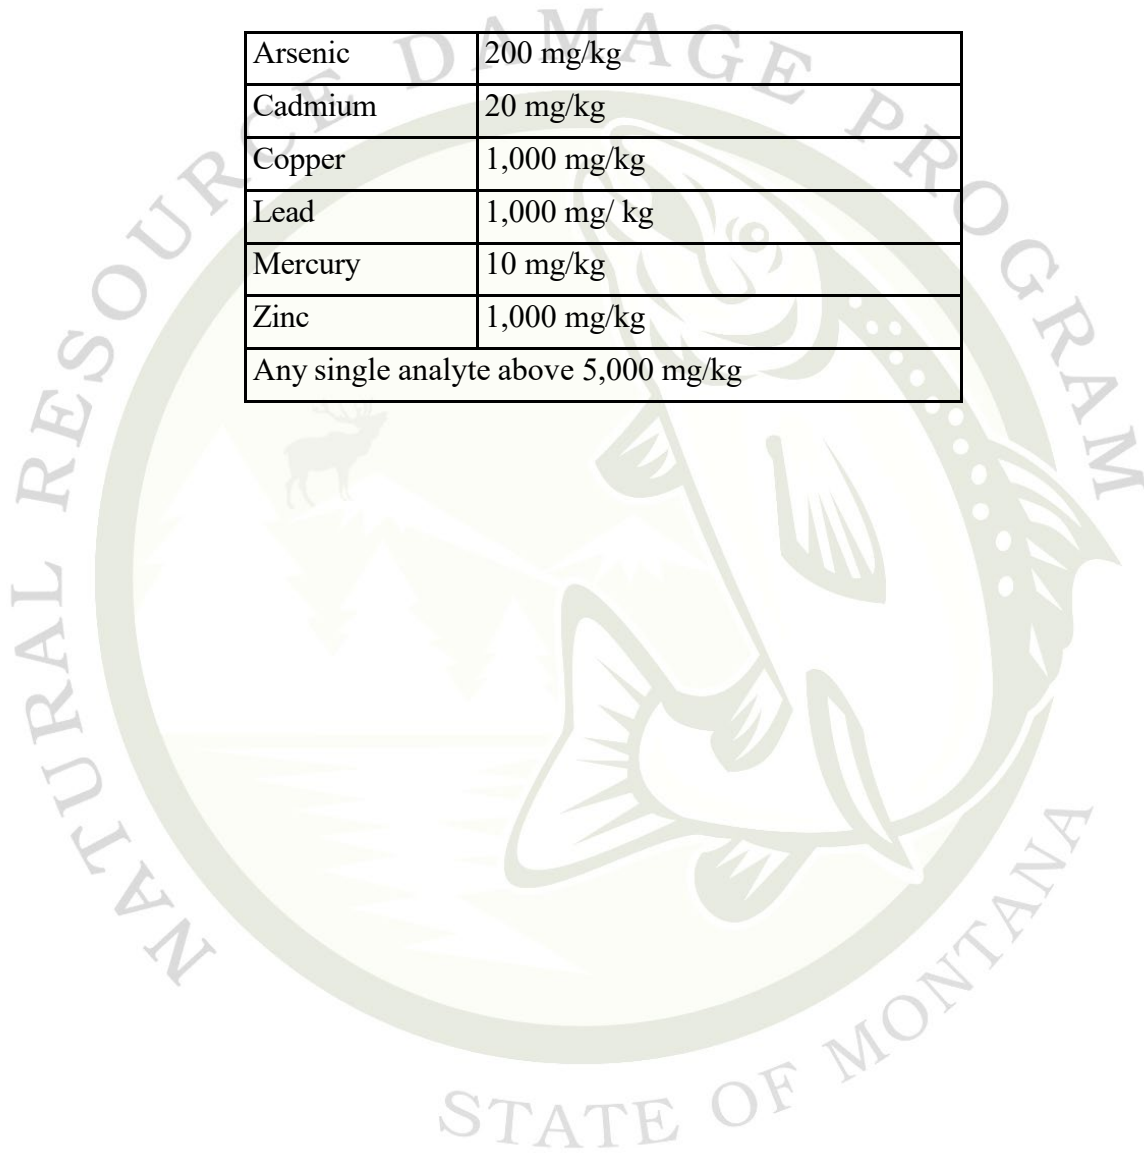 NATURAL RESOURCE DAMAGE PROGRAM
Arsenic 200 mg/kg
Cadmium 20 mg/kg
Copper 1,000 mg/kg
Lead 1,000 mg/ kg
Mercury 10 mg/kg
Zinc 1,000 mg/kg
Any single analyte above 5,000 mg/kg
STATE OF MONTANA